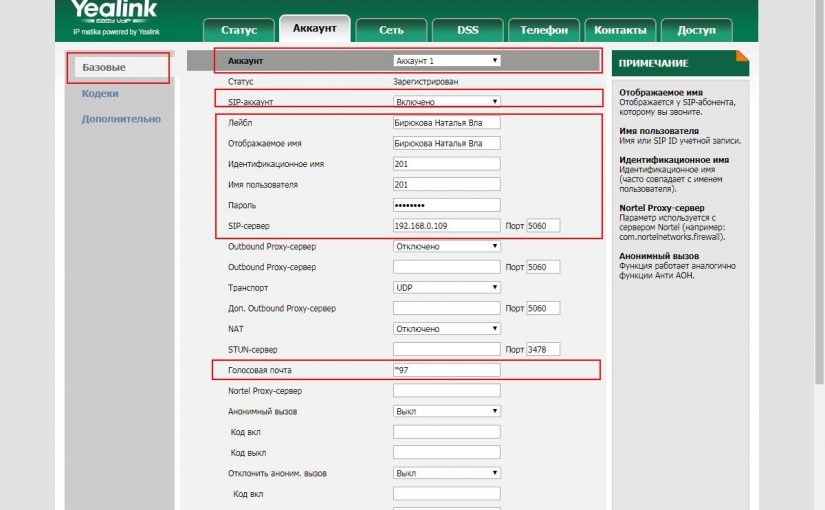 Yealink
EASY VoIP
IP matika powered by Yealink
Статус Аккаунт Сеть DSS Телефон Контакты Доступ
Базовые
Кодеки
Дополнительно
Аккаунт Аккаунт 1
Статус Зарегистрирован
SIP-аккаунт Включено
Лейбл Бирюкова Наталья Вла
Отображаемое имя Бирюкова Наталья Вла
Идентификационное имя 201
Имя пользователя 201
Пароль ••••••••
SIP-сервер 192.168.0.109 Порт 5060
Outbound Proxy-сервер Отключено
Outbound Proxy-сервер Порт 5060
Транспорт UDP
Доп. Outbound Proxy-сервер Порт 5060
NAT Отключено
STUN-сервер Порт 3478
Голосовая почта *97
Nortel Proxy-сервер
Анонимный вызов Выкл
Код вкл
Код выкл
Отклонить аноним. вызов Выкл
Код вкл
ПРИМЕЧАНИЕ
Отображаемое имя
Отображается у SIP-абонента,
которому вы звоните.
Имя пользователя
Имя или SIP ID учетной записи.
Идентификационное имя
Идентификационное имя
(часто совпадает с именем
пользователя).
Nortel Proxy-сервер
Параметр используется с
сервером Nortel (например:
com.nortelnetworks.firewall).
Анонимный вызов
Функция работает аналогично
функции Анти АОН.